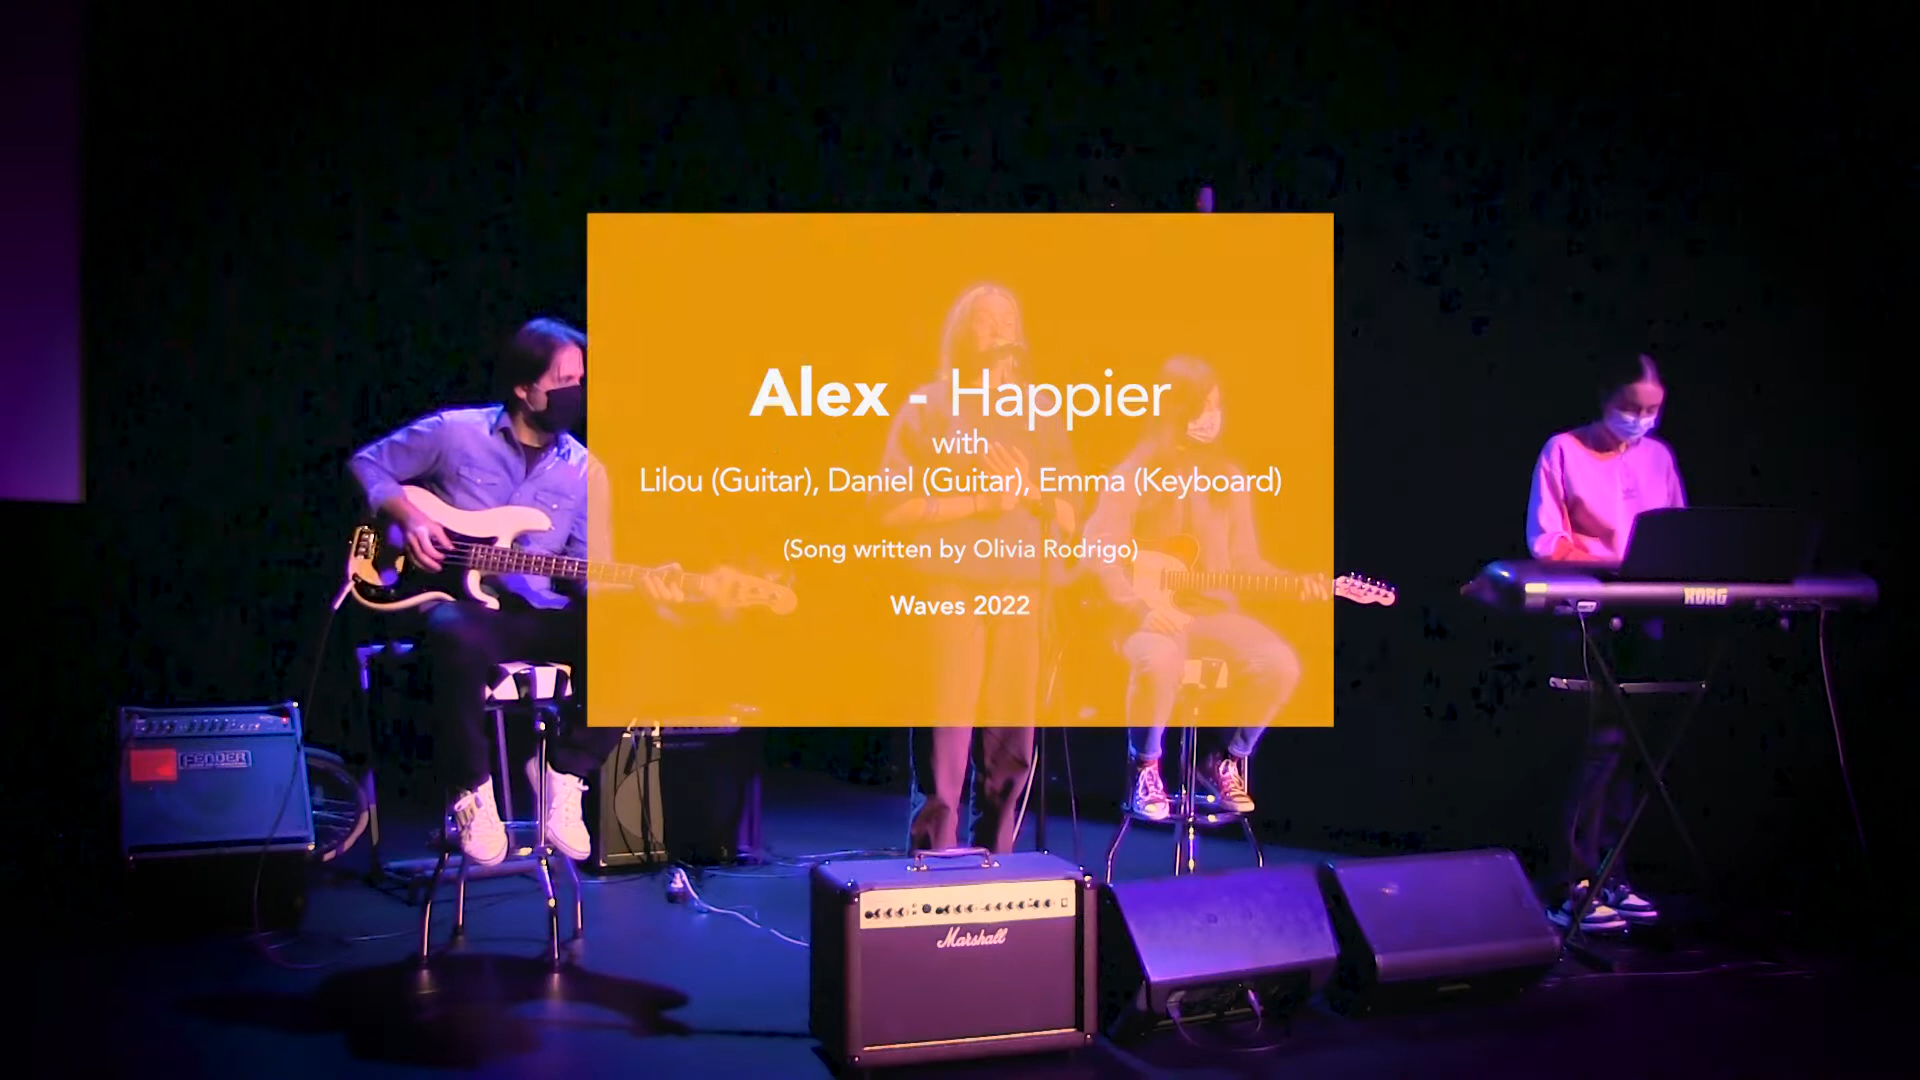 Alex - Happier
with
Lilou (Guitar), Daniel (Guitar), Emma (Keyboard)
(Song written by Olivia Rodrigo)
Waves 2022
KORG
FENDER
Marshall